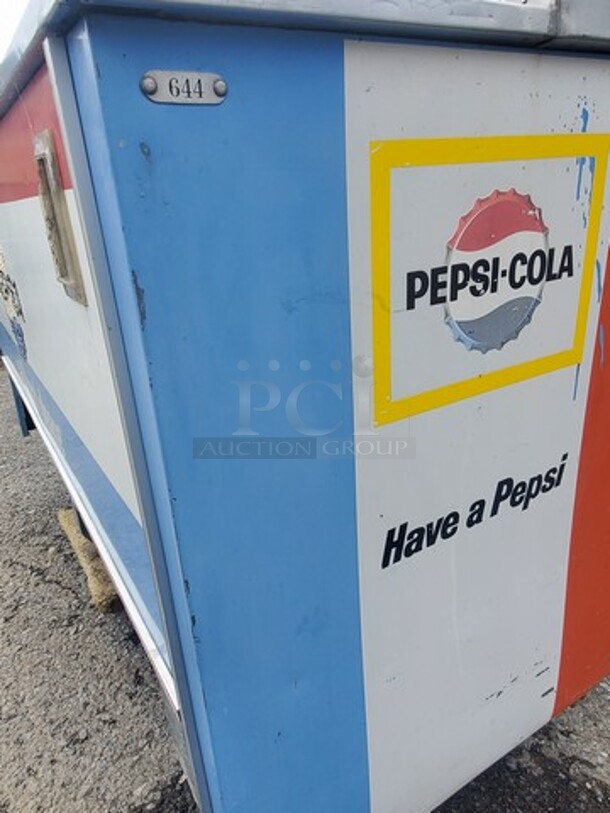 644
PEPSI-COLA
Have a Pepsi
PCI
AUCTION GROUP